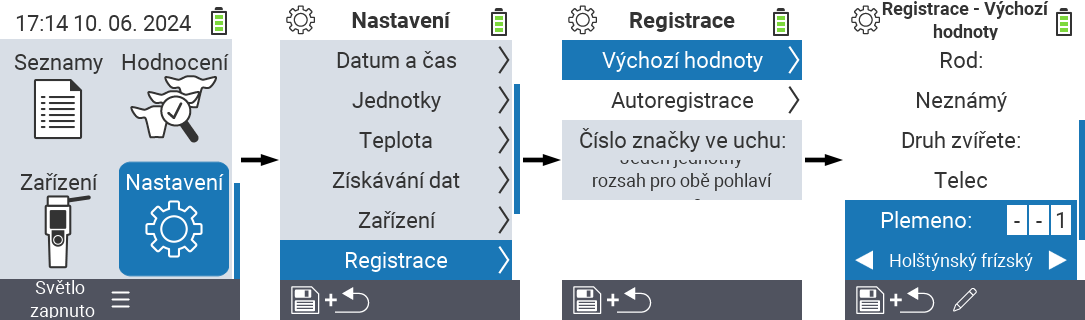 17:14 10. 06. 2024
Seznamy
Hodnocení
Zařízení
Nastavení
Světlo
zapnuto
Nastavení
Datum a čas
Jednotky
Teplota
Získávání dat
Zařízení
Registrace
Registrace
Výchozí hodnoty
Autoregistrace
Číslo značky ve uchu:
Jeden jednotný
rozsah pro obě pohlaví
Registrace - Výchozí
hodnoty
Rod:
Neznámý
Druh zvířete:
Telec
Plemeno: - - 1
Holštýnský frízský